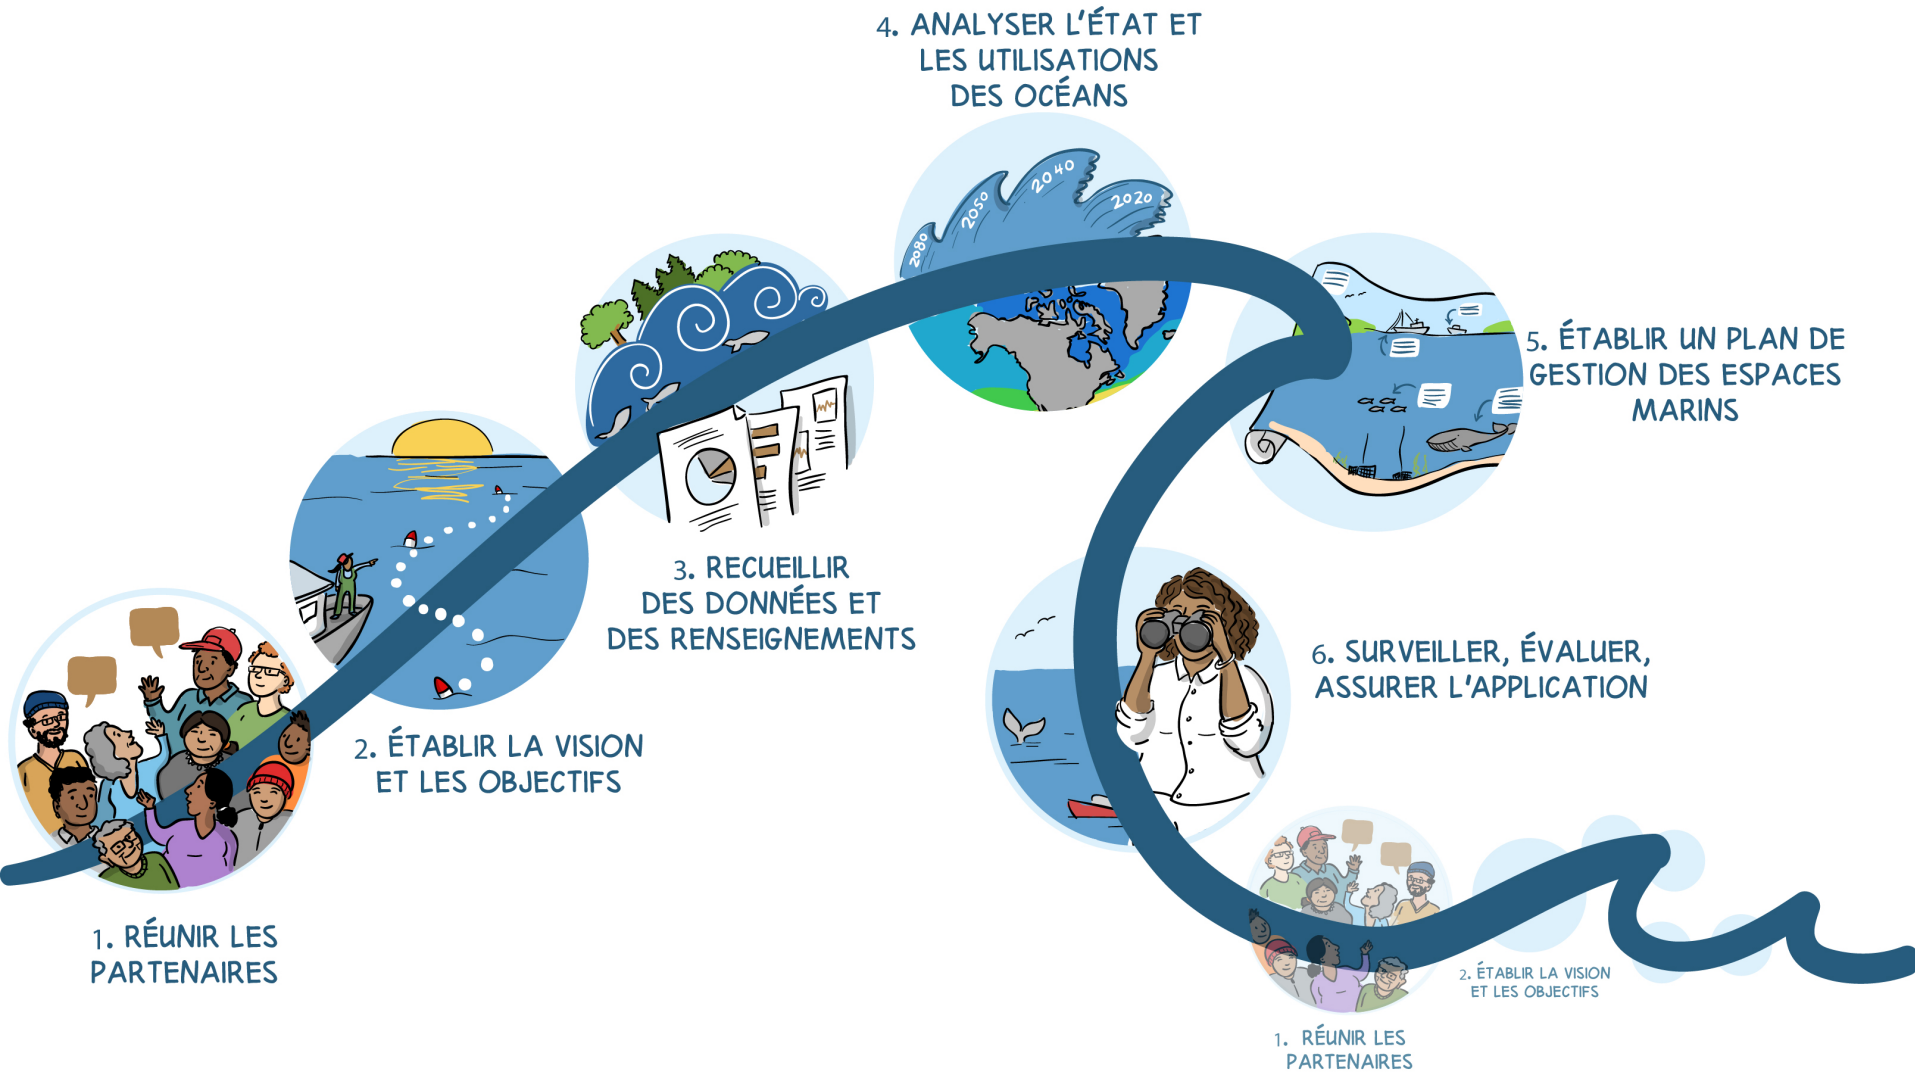 4. ANALYSER L'ÉTAT ET
LES UTILISATIONS
DES OCÉANS
2080
2050
2040
2020
5. ÉTABLIR UN PLAN DE
GESTION DES ESPACES
MARINS
3. RECUEILLIR
DES DONNÉES ET
DES RENSEIGNEMENTS
6. SURVEILLER, ÉVALUER,
ASSURER L'APPLICATION
2. ÉTABLIR LA VISION
ET LES OBJECTIFS
1. RÉUNIR LES
PARTENAIRES
2. ÉTABLIR LA VISION
ET LES OBJECTIFS
1. RÉUNIR LES
PARTENAIRES